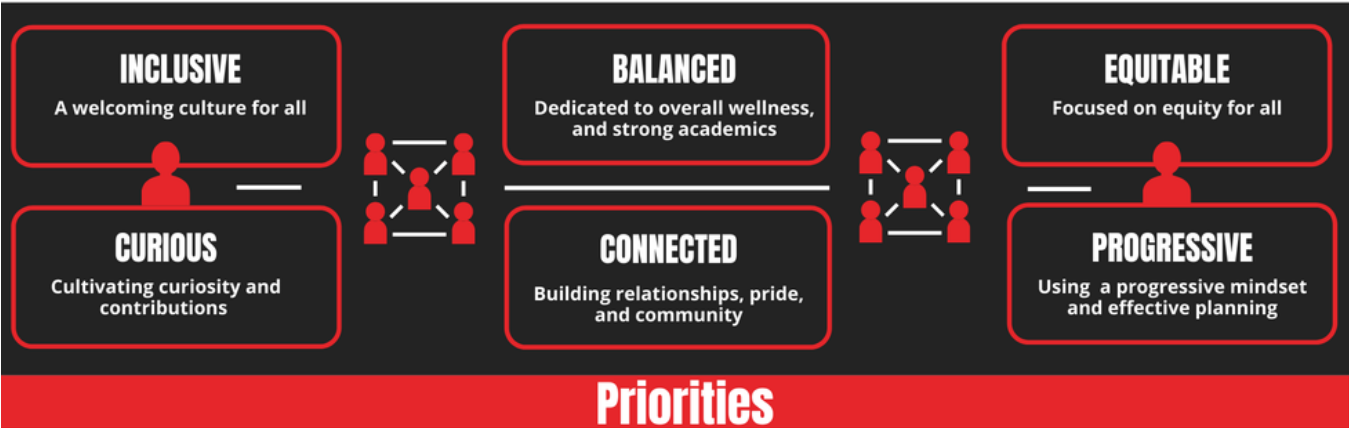 INCLUSIVE
A welcoming culture for all
CURIOUS
Cultivating curiosity and
contributions
BALANCED
Dedicated to overall wellness,
and strong academics
CONNECTED
Building relationships, pride,
and community
EQUITABLE
Focused on equity for all
PROGRESSIVE
Using a progressive mindset
and effective planning
Priorities